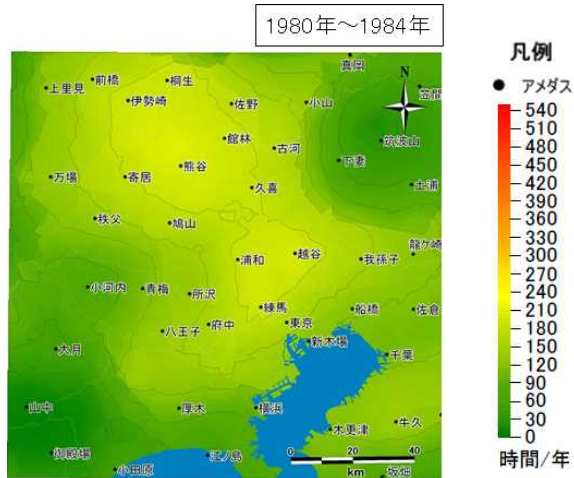 1980年～1984年
凡例
アメダス
540
510
480
450
420
390
360
330
300
270
240
210
180
150
120
90
60
30
0
時間/年
N
真岡
上里見
前橋
桐生
笠間
伊勢崎
佐野
小山
館林
古河
筑波山
下妻
万場
寄居
熊谷
久喜
土浦
秩父
鳩山
龍ケ崎
浦和
越谷
我孫子
小河内
青梅
所沢
練馬
船橋
佐倉
八王子
府中
東京
新木場
大月
千葉
山中
厚木
横浜
木更津
牛久
御殿場
小田原
江ノ島
坂畑
0 20 40
km